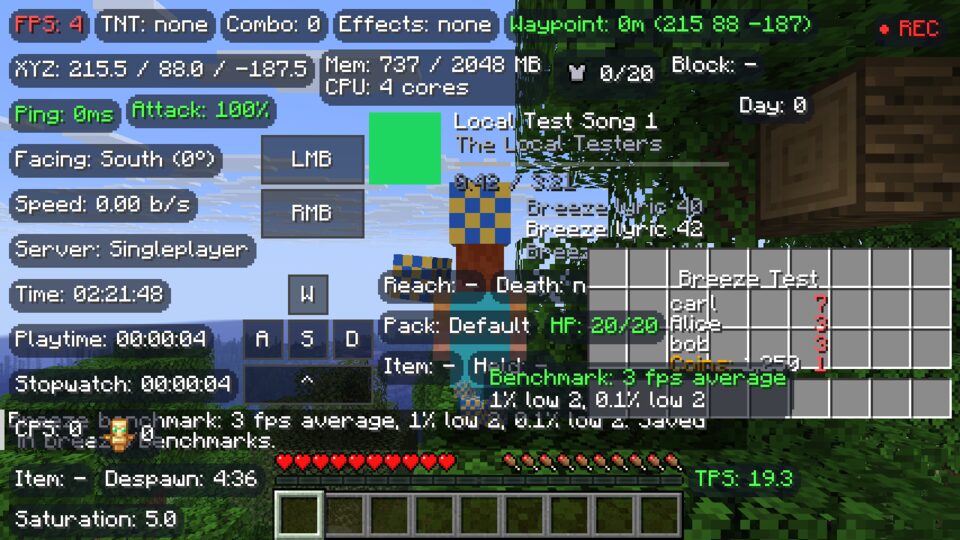 FPS: 4 TNT: none Combo: 0 Effects: none Waypoint: 0m (215 88 -187) REC
XYZ: 215.5 / 88.0 / -187.5
Mem: 737 / 2048 MB
CPU: 4 cores
0/20
Block: -
Day: 0
Ping: 0ms
Attack: 100%
Local Test Song 1
The Local Testers
0:42 / 3:21
Facing: South (0°)
LMB
RMB
Speed: 0.00 b/s
Breeze lyric 40
Breeze lyric 42
Server: Singleplayer
Reach: - Death:
Breeze Test
carl 7
Alice 3
bob 3
Coins: 1,250 1
Time: 02:21:48
W
A S D
^
Pack: Default
HP: 20/20
Playtime: 00:00:04
Item: -
Stopwatch: 00:00:04
Benchmark: 3 fps average
1% low 2, 0.1% low 2
Breeze benchmark: 3 fps average, 1% low 2, 0.1% low 2. Saved
in breeze benchmarks.
CPS: 0
0
Item: - Despawn: 4:36
TPS: 19.3
Saturation: 5.0